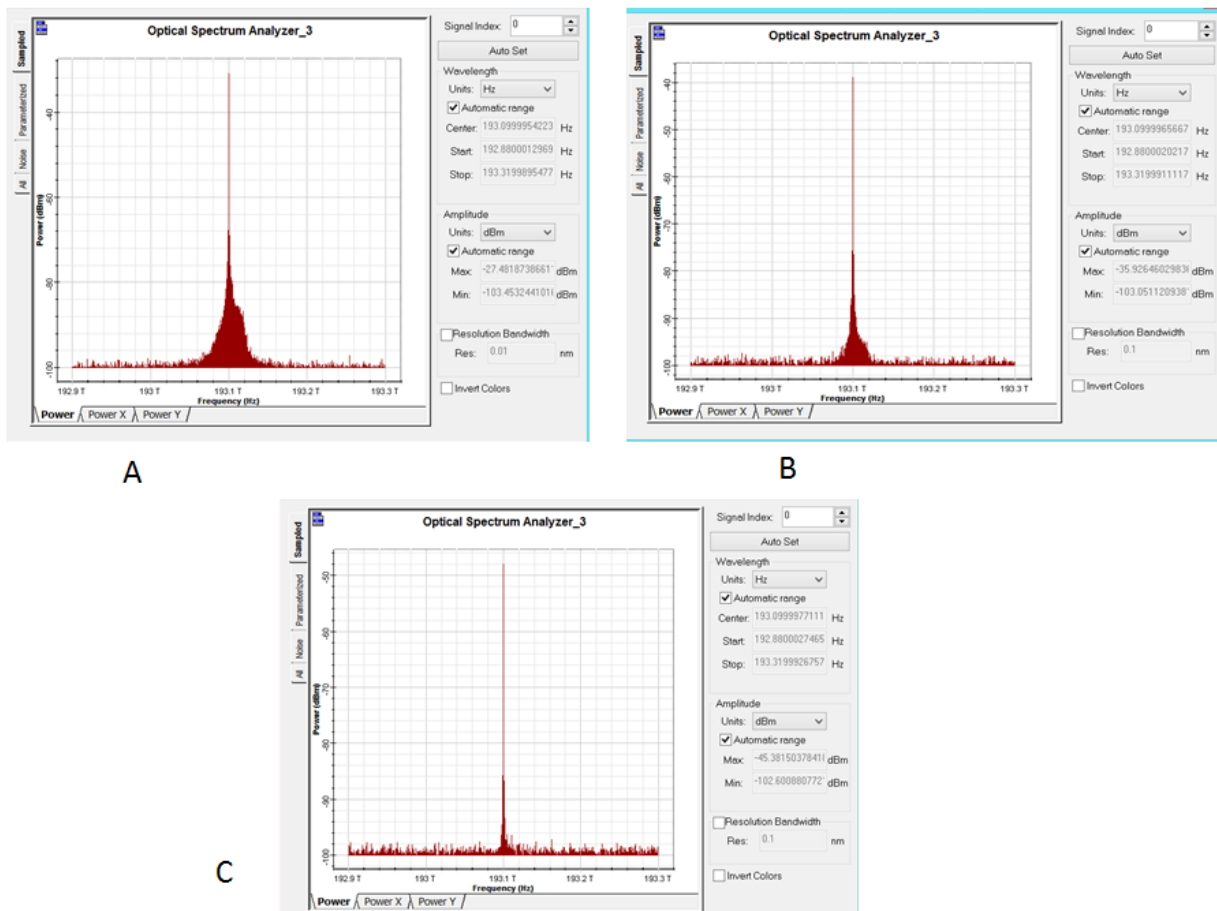 Optical Spectrum Analyzer_3
Sampled
Parameterized
Noise
All
Power (dBm)
-40
-60
-80
-100
192.9 T
193 T
193.1 T
193.2 T
193.3 T
Frequency (Hz)
Power
Power X
Power Y
Signal Index: 0
Auto Set
Wavelength
Units: Hz
Automatic range
Center: 193.0999954223 Hz
Start: 192.8800012969 Hz
Stop: 193.3199895477 Hz
Amplitude
Units: dBm
Automatic range
Max: -27.4818738661 dBm
Min: -103.453244101 dBm
Resolution Bandwidth
Res: 0.01 nm
Invert Colors
A
Optical Spectrum Analyzer_3
Sampled
Parameterized
Noise
All
Power (dBm)
-40
-50
-60
-70
-80
-90
-100
192.9 T
193 T
193.1 T
193.2 T
193.3 T
Frequency (Hz)
Power
Power X
Power Y
Signal Index: 0
Auto Set
Wavelength
Units: Hz
Automatic range
Center: 193.0999965667 Hz
Start: 192.8800020217 Hz
Stop: 193.3199911117 Hz
Amplitude
Units: dBm
Automatic range
Max: -35.9264602983 dBm
Min: -103.051120938 dBm
Resolution Bandwidth
Res: 0.1 nm
Invert Colors
B
Optical Spectrum Analyzer_3
Sampled
Parameterized
Noise
All
Power (dBm)
-50
-60
-70
-80
-90
-100
192.9 T
193 T
193.1 T
193.2 T
193.3 T
Frequency (Hz)
Power
Power X
Power Y
Signal Index: 0
Auto Set
Wavelength
Units: Hz
Automatic range
Center: 193.0999977111 Hz
Start: 192.8800027465 Hz
Stop: 193.3199926757 Hz
Amplitude
Units: dBm
Automatic range
Max: -45.3815037841 dBm
Min: -102.600880772 dBm
Resolution Bandwidth
Res: 0.1 nm
Invert Colors
C